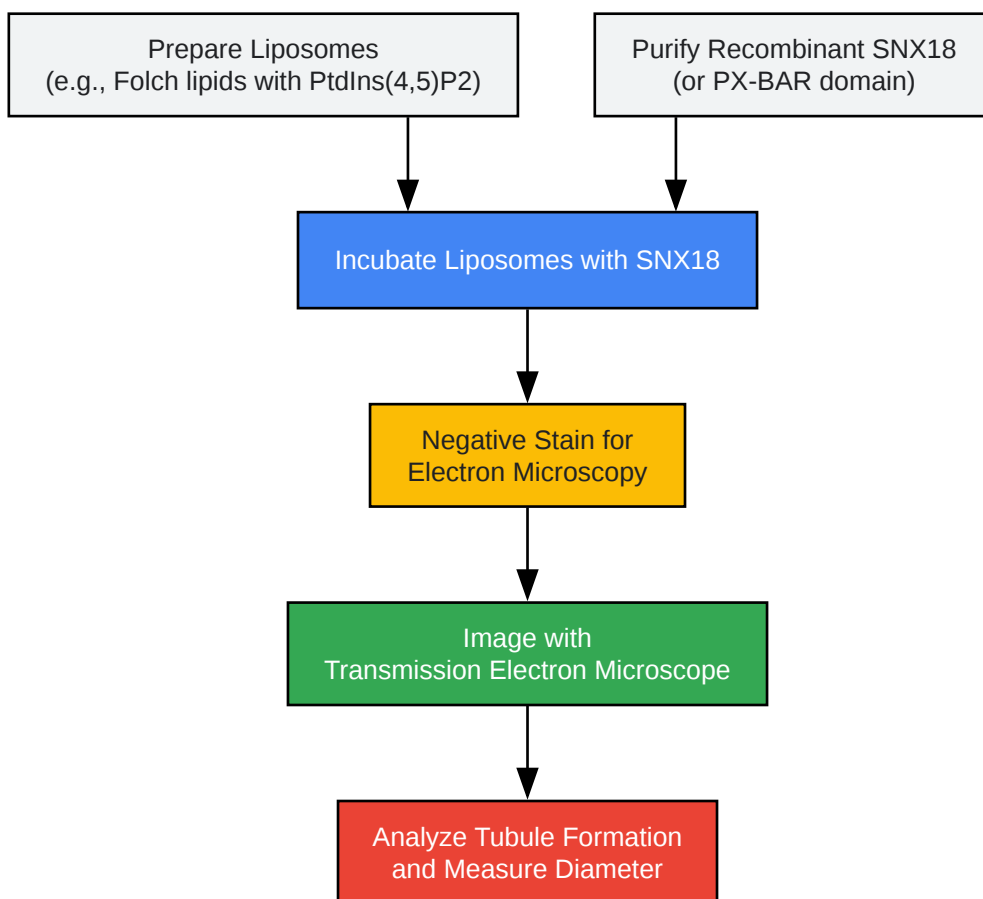 Prepare Liposomes
(e.g., Folch lipids with PtdIns(4,5)P2)
Purify Recombinant SNX18
(or PX-BAR domain)
Incubate Liposomes with SNX18
Negative Stain for
Electron Microscopy
Image with
Transmission Electron Microscope
Analyze Tubule Formation
and Measure Diameter